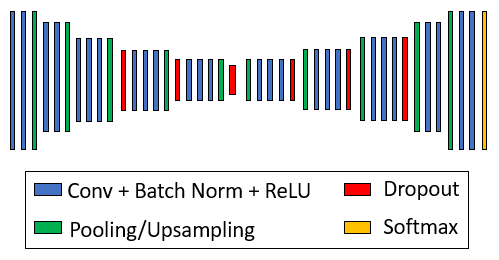 Conv + Batch Norm + ReLU
Dropout
Pooling/Upsampling
Softmax